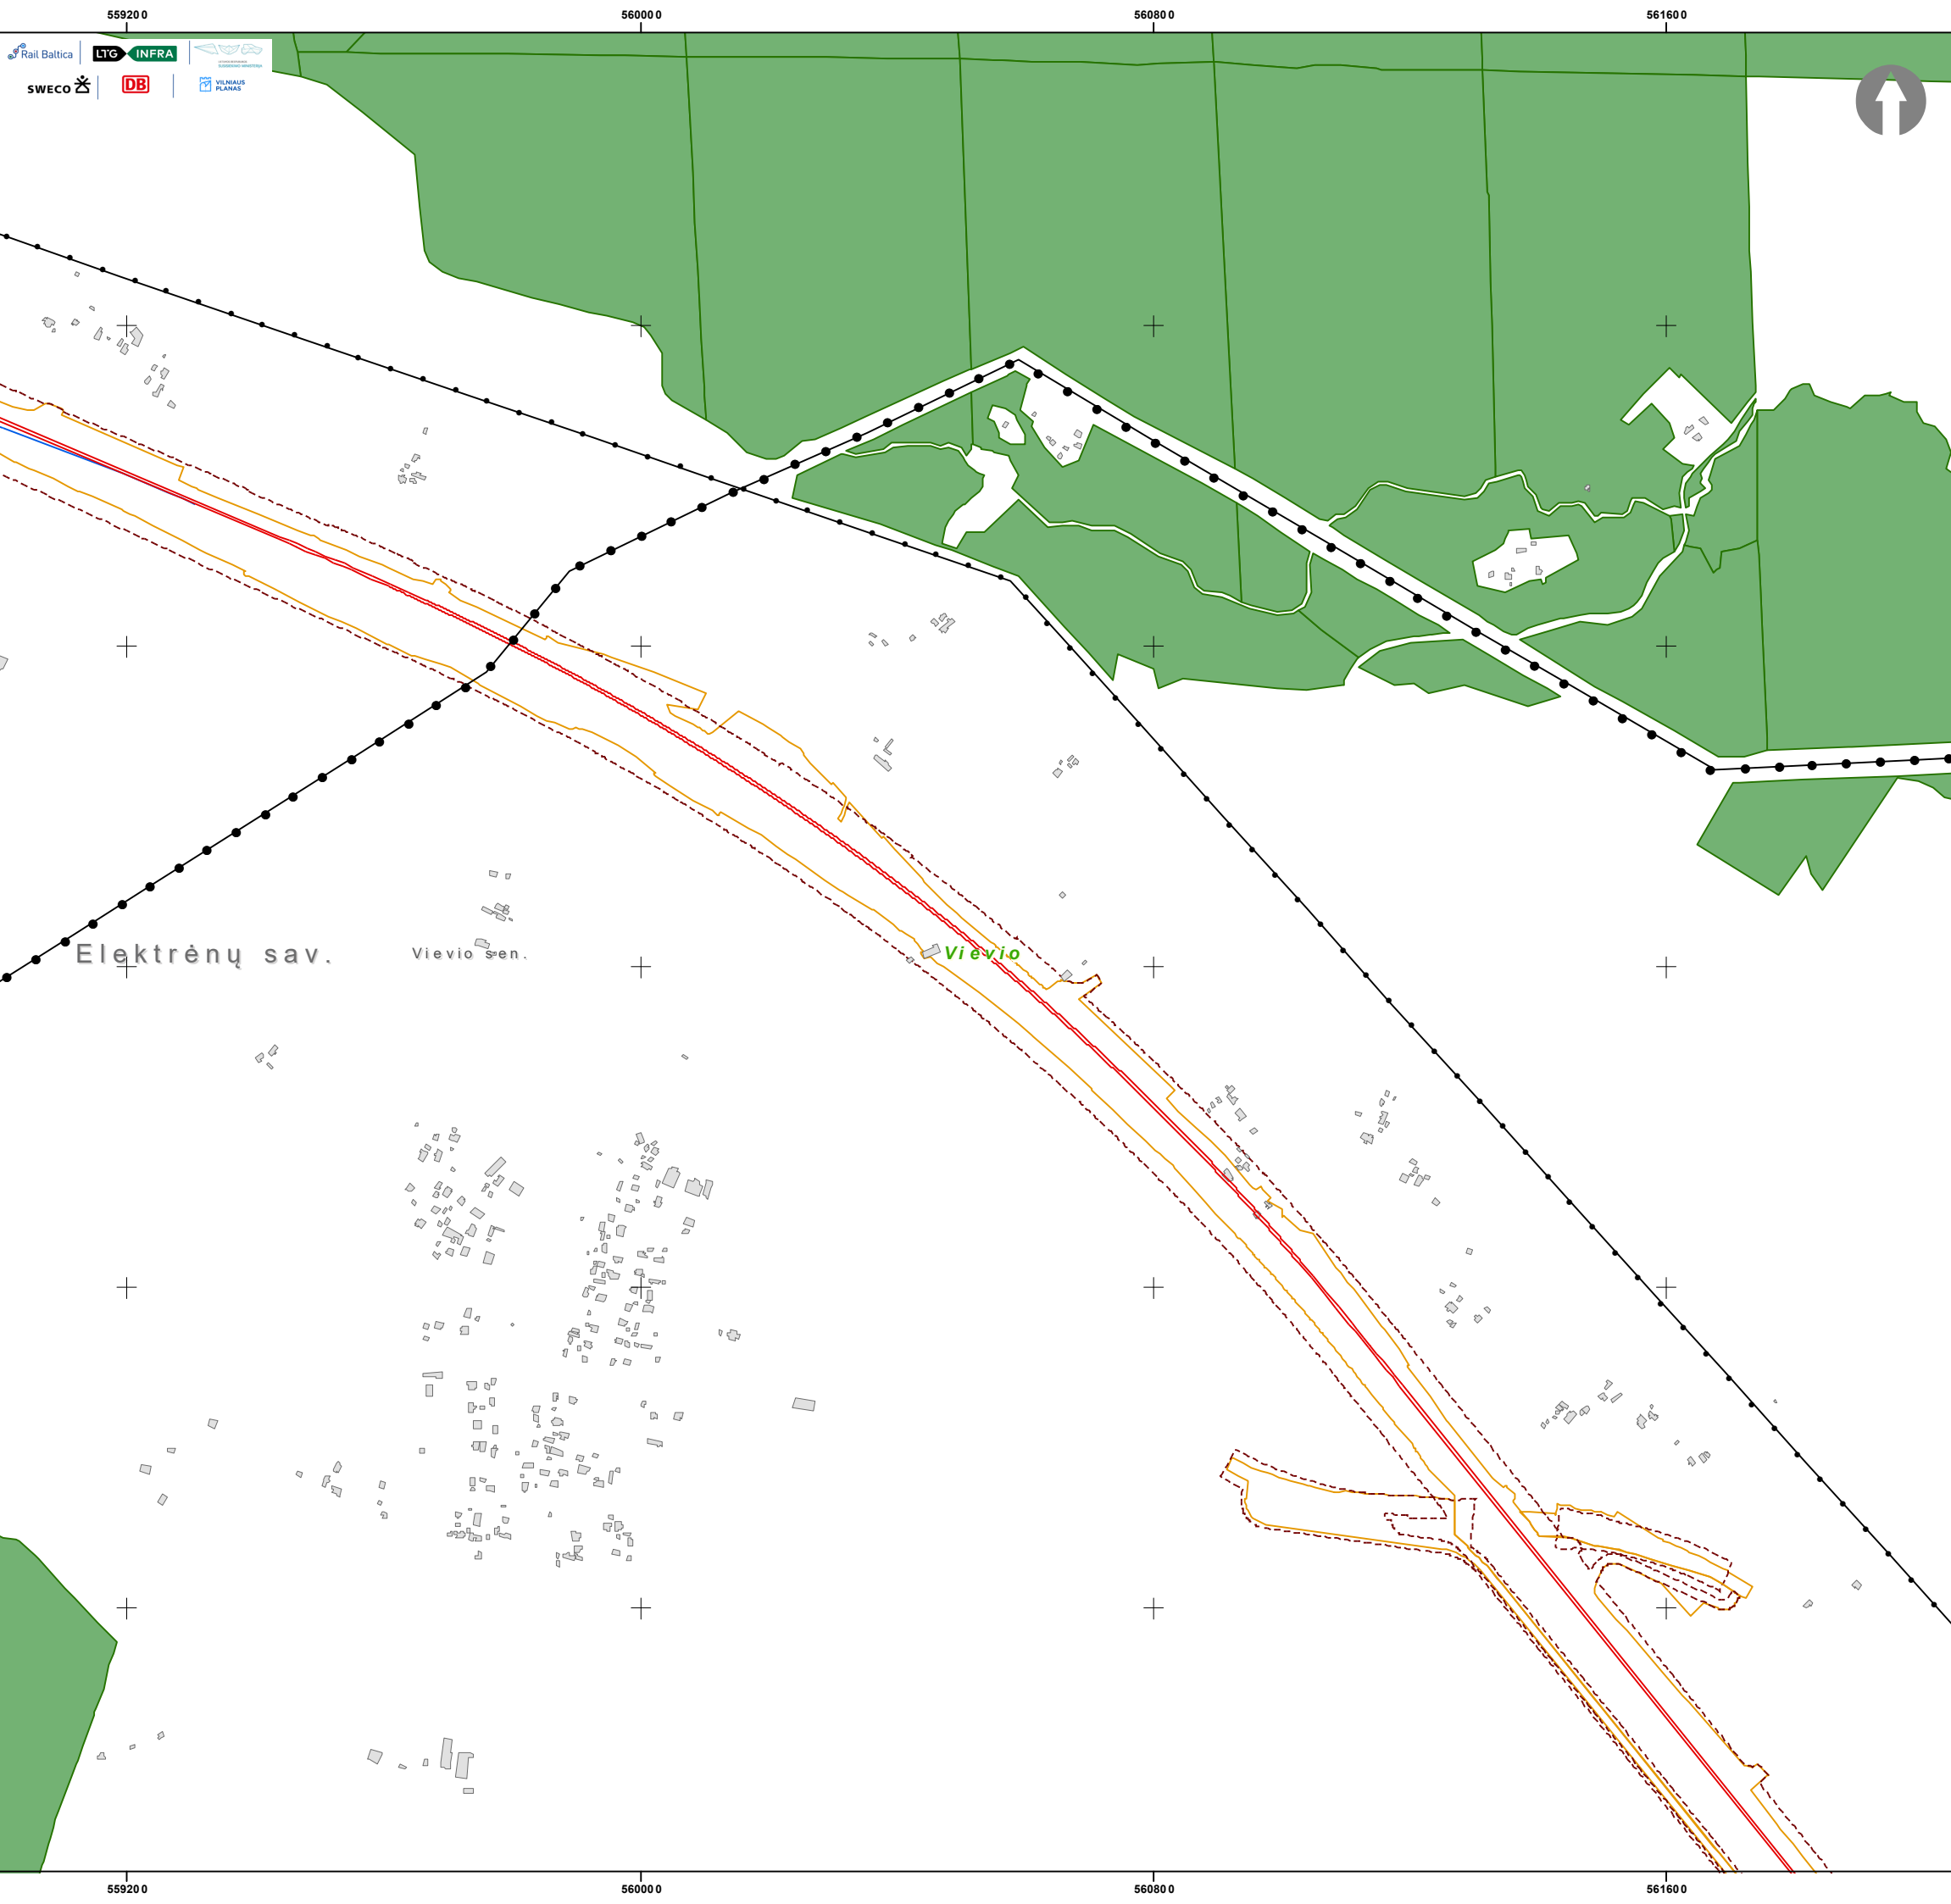 559200 560000 560800 561600
Rail Baltica LTG INFRA
SWECO DB VILNIAUS
PLANAS
Elektrėnų sav. Vievio sen. Vievio
559200 560000 560800 561600